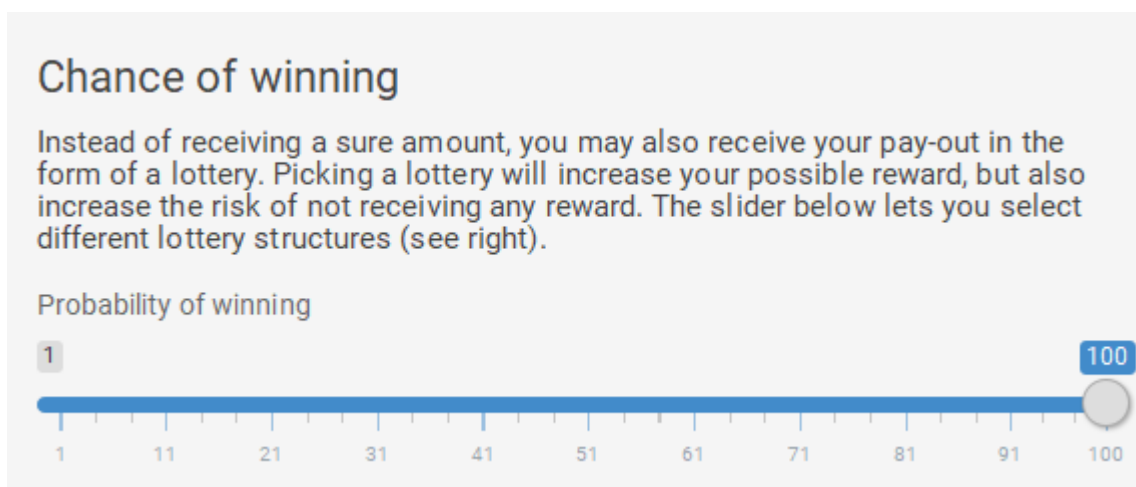 Chance of winning
Instead of receiving a sure amount, you may also receive your pay-out in the
form of a lottery. Picking a lottery will increase your possible reward, but also
increase the risk of not receiving any reward. The slider below lets you select
different lottery structures (see right).
Probability of winning
1 100
1 11 21 31 41 51 61 71 81 91 100